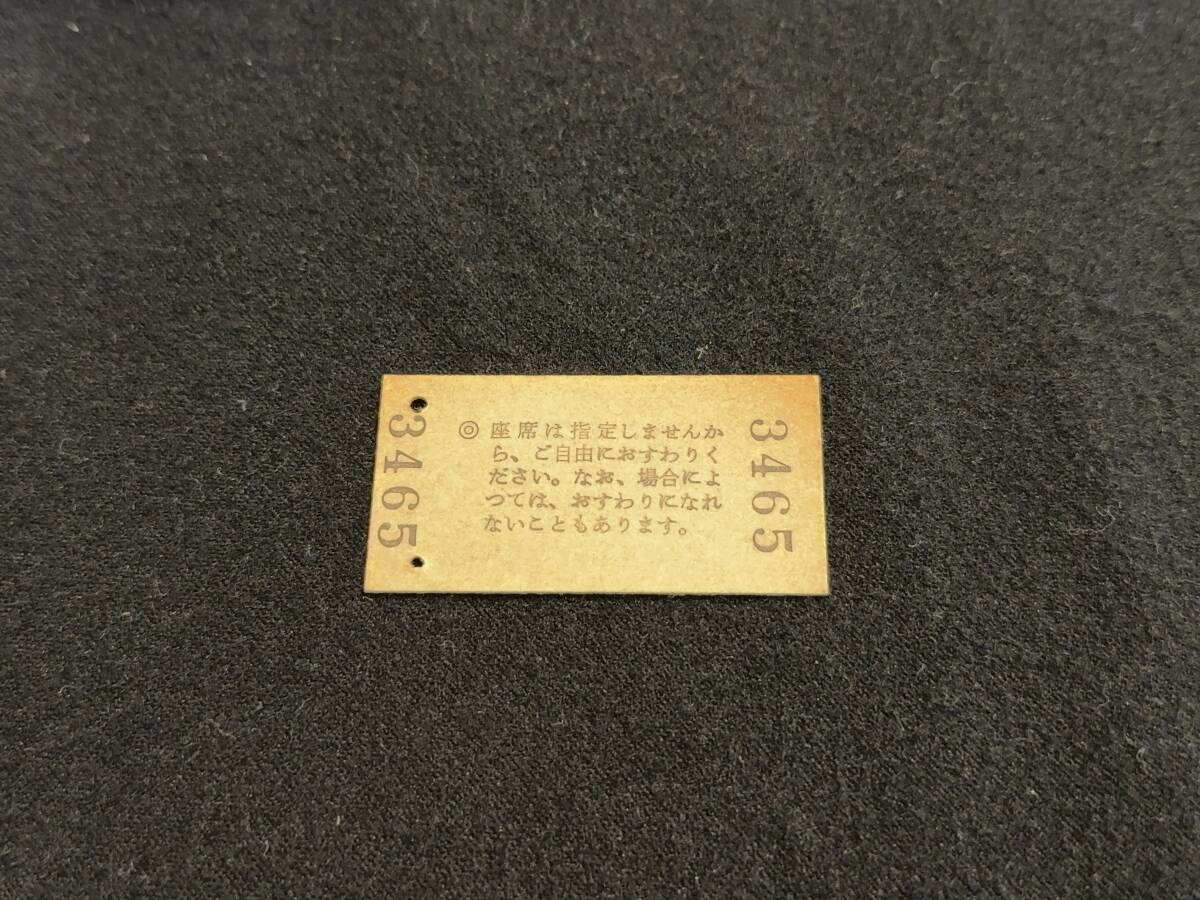 3465
◎ 座席は指定しませんか
ら、ご自由におすわりく
ださい。なお、場合によ
つては、おすわりになれ
ないこともあります。
3465